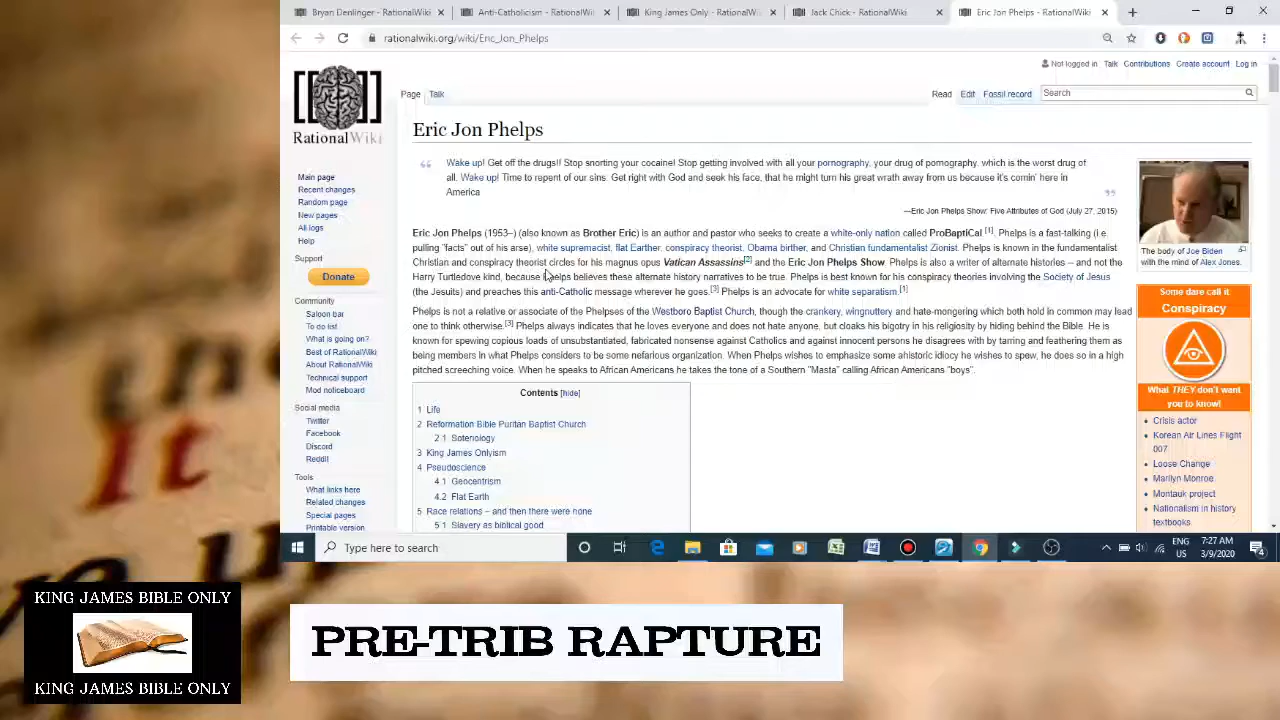 Bryan Denlinger - RationalWiki
Anti-Catholicism - RationalWiki
King James Only - RationalWiki
Jack Chick - RationalWiki
Eric Jon Phelps - RationalWiki
rationalwiki.org/wiki/Eric_Jon_Phelps
Not logged in Talk Contributions Create account Log in
Page Talk
Read Edit Fossil record Search
RationalWiki
Main page
Recent changes
Random page
New pages
All logs
Help
Support
Donate
Community
Saloon bar
To do list
What is going on?
Best of RationalWiki
About RationalWiki
Technical support
Mod noticeboard
Social media
Twitter
Facebook
Discord
Reddit
Tools
What links here
Related changes
Special pages
Printable version
Eric Jon Phelps
Wake up! Get off the drugs!! Stop snorting your cocaine! Stop getting involved with all your pornography, your drug of pornography, which is the worst drug of
all. Wake up! Time to repent of our sins. Get right with God and seek his face, that he might turn his great wrath away from us because it's comin' here in
America
—Eric Jon Phelps Show: Five Attributes of God (July 27, 2015)
Eric Jon Phelps (1953–) (also known as Brother Eric) is an author and pastor who seeks to create a white-only nation called ProBaptiCal [1]. Phelps is a fast-talking (i.e.
pulling "facts" out of his arse), white supremacist, flat Earther, conspiracy theorist, Obama birther, and Christian fundamentalist Zionist. Phelps is known in the fundamentalist
Christian and conspiracy theorist circles for his magnus opus Vatican Assassins[2] and the Eric Jon Phelps Show. Phelps is also a writer of alternate histories – and not the
Harry Turtledove kind, because Phelps believes these alternate history narratives to be true. Phelps is best known for his conspiracy theories involving the Society of Jesus
(the Jesuits) and preaches this anti-Catholic message wherever he goes.[3] Phelps is an advocate for white separatism.[1]
Phelps is not a relative or associate of the Phelpses of the Westboro Baptist Church, though the crankery, wingnuttery and hate-mongering which both hold in common may lead
one to think otherwise.[3] Phelps always indicates that he loves everyone and does not hate anyone, but cloaks his bigotry in his religiosity by hiding behind the Bible. He is
known for spewing copious loads of unsubstantiated, fabricated nonsense against Catholics and against innocent persons he disagrees with by tarring and feathering them as
being members in what Phelps considers to be some nefarious organization. When Phelps wishes to emphasize some ahistoric idiocy he wishes to spew, he does so in a high
pitched screeching voice. When he speaks to African Americans he takes the tone of a Southern "Masta" calling African Americans "boys".
Contents [hide]
1 Life
2 Reformation Bible Puritan Baptist Church
2.1 Soteriology
3 King James Onlyism
4 Pseudoscience
4.1 Geocentrism
4.2 Flat Earth
5 Race relations – and then there were none
5.1 Slavery as biblical good
The body of Joe Biden
with the mind of Alex Jones.
Some dare call it
Conspiracy
What THEY don't want
you to know!
Crisis actor
Korean Air Lines Flight
007
Loose Change
Marilyn Monroe
Montauk project
Nationalism in history
textbooks
Type here to search
ENG
US
7:27 AM
3/9/2020
4
It
KING JAMES BIBLE ONLY
KING JAMES BIBLE ONLY
PRE-TRIB RAPTURE